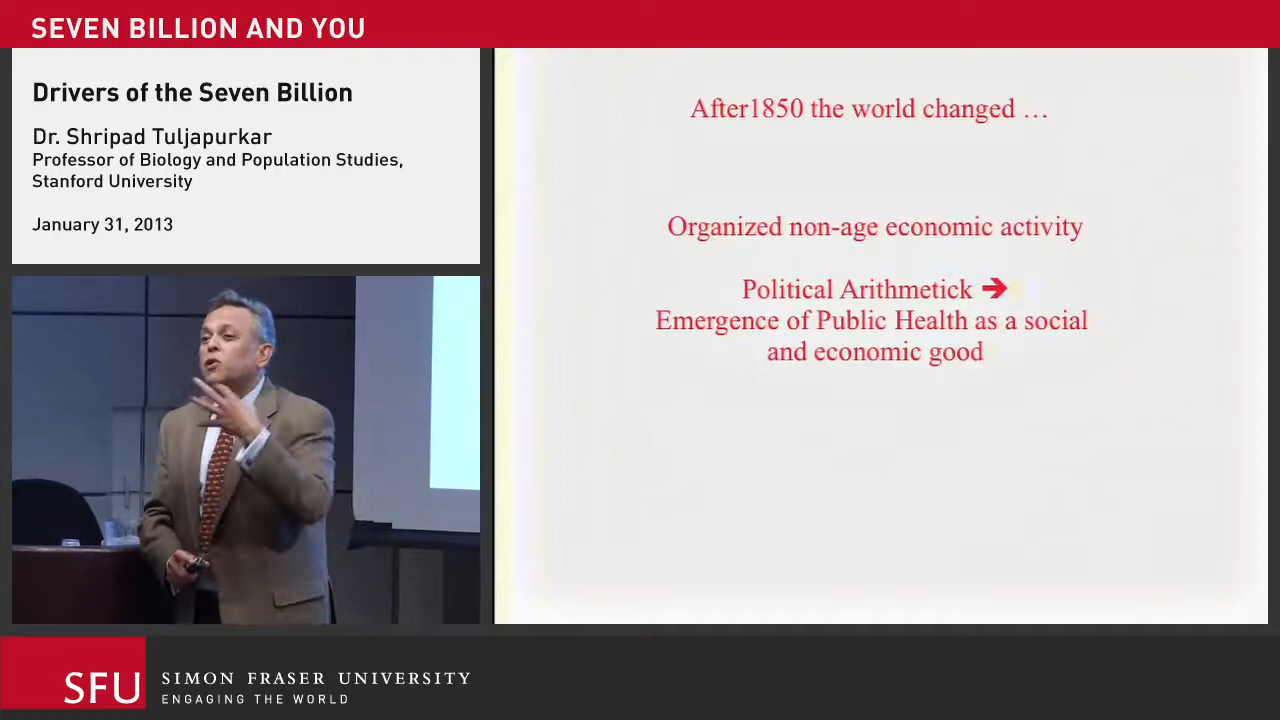 SEVEN BILLION AND YOU
Drivers of the Seven Billion
Dr. Shripad Tuljapurkar
Professor of Biology and Population Studies,
Stanford University
January 31, 2013
After1850 the world changed …
Organized non-age economic activity
Political Arithmetick ➔
Emergence of Public Health as a social
and economic good
SFU
SIMON FRASER UNIVERSITY
ENGAGING THE WORLD